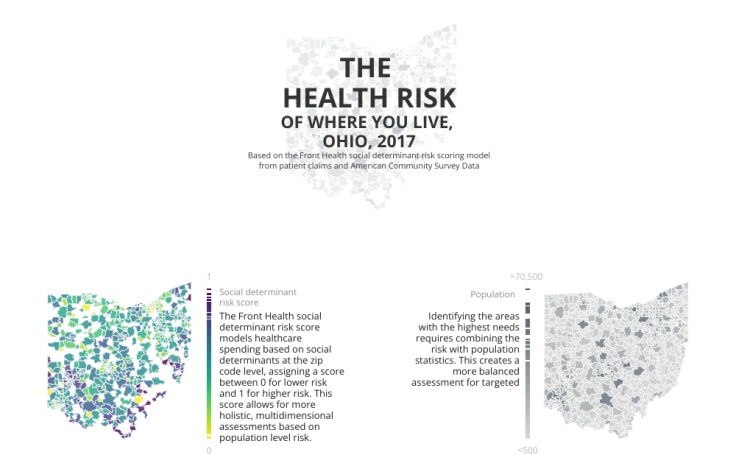 THE
HEALTH RISK
OF WHERE YOU LIVE,
OHIO, 2017
Based on the Front Health social determinant risk scoring model
from patient claims and American Community Survey Data
1
Social determinant
risk score
The Front Health social
determinant risk score
models healthcare
spending based on social
determinants at the zip
code level, assigning a score
between 0 for lower risk
and 1 for higher risk. This
score allows for more
holistic, multidimensional
assessments based on
population level risk.
0
>70,500
Population
Identifying the areas
with the highest needs
requires combining the
risk with population
statistics. This creates a
more balanced
assessment for targeted
<500